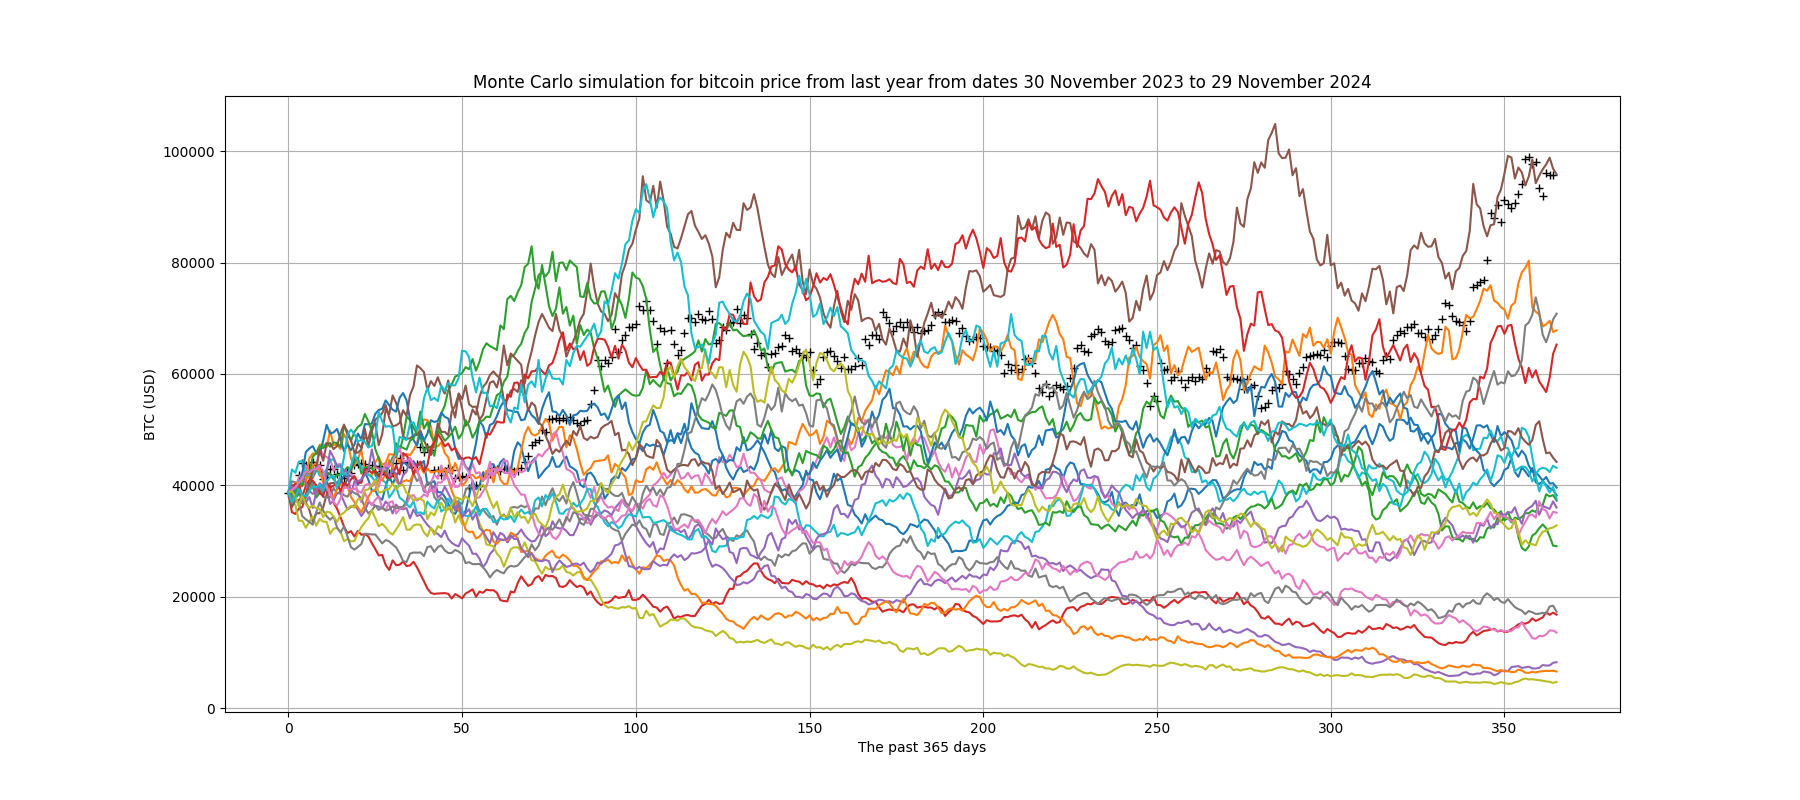 Monte Carlo simulation for bitcoin price from last year from dates 30 November 2023 to 29 November 2024
100000
80000
60000
40000
20000
0
BTC (USD)
0 50 100 150 200 250 300 350
The past 365 days